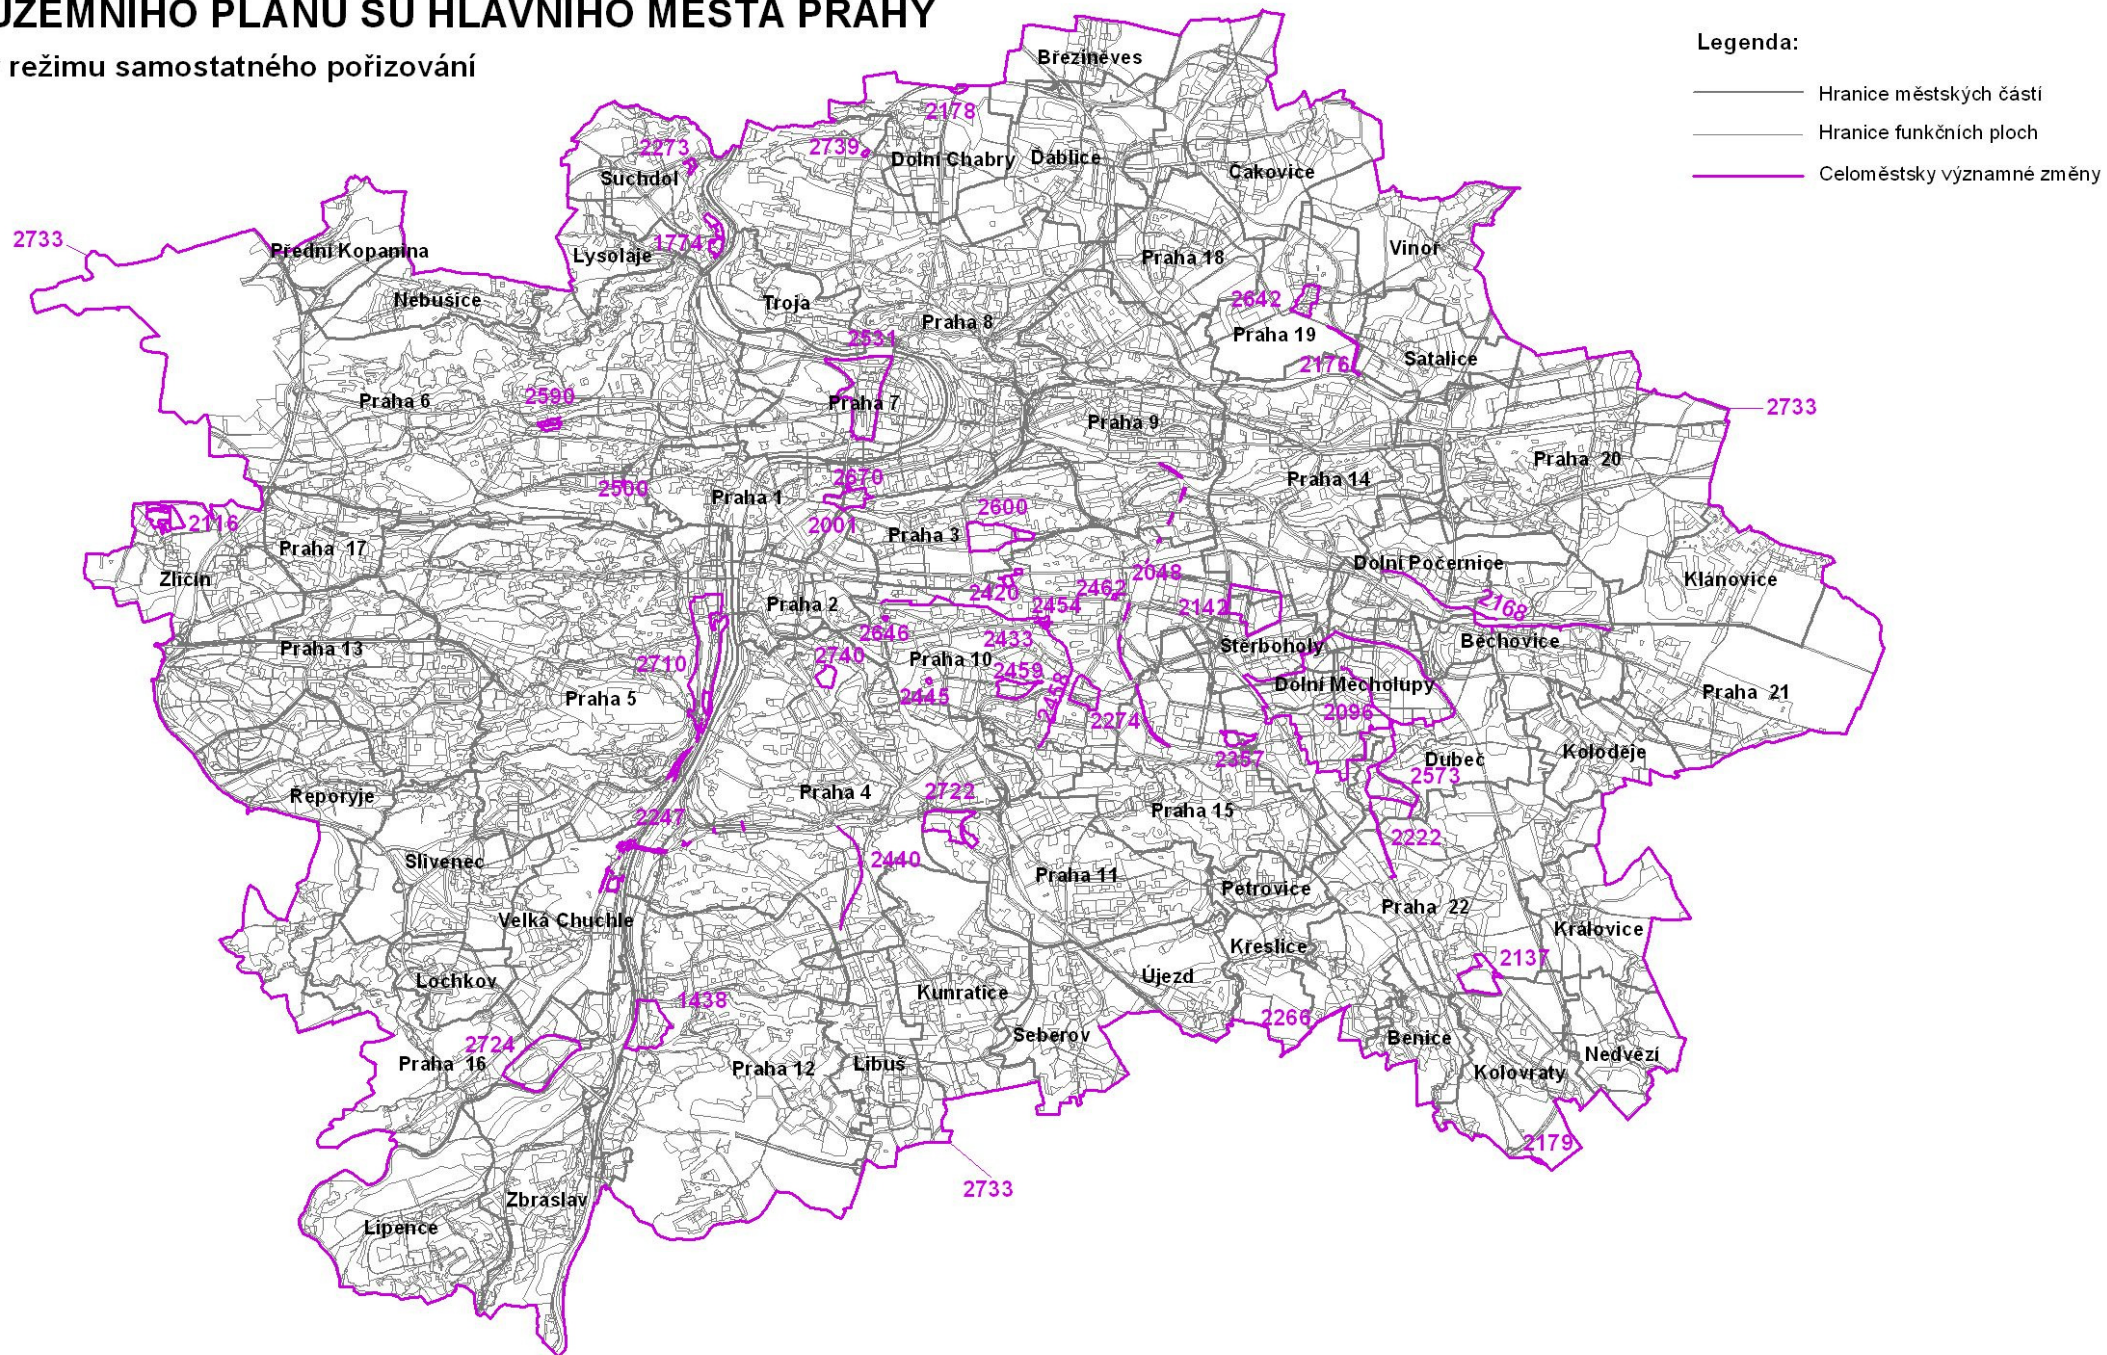 ÚZEMNÍHO PLÁNU SÚ HLAVNÍHO MĚSTA PRAHY
režimu samostatného pořizování
Legenda:
Hranice městských částí
Hranice funkčních ploch
Celoměstsky významné změny
Březiněves
2178
2739
Dolní Chabry
Ďáblice
2273
Suchdol
Čakovice
2733
Přední Kopanina
1774
Lysolaje
Praha 18
Vinoř
Nebušice
Troja
2642
Praha 8
Praha 19
2531
2176
Satalice
2590
Praha 6
Praha 7
2733
Praha 9
Praha 20
2670
Praha 14
2500
Praha 1
2600
2116
2001
Praha 3
Praha 17
Dolní Počernice
Zličín
2048
Klánovice
2420
2462
Praha 2
2454
2142
2168
2646
2433
Štěrboholy
Běchovice
Praha 13
2740
Praha 10
2710
2459
Dolní Měcholupy
Praha 21
Praha 5
2445
2458
2274
2096
2357
Dubeč
Koloděje
2573
Řeporyje
Praha 4
2722
Praha 15
2247
2222
Slivenec
2440
Praha 11
Petrovice
Praha 22
Velká Chuchle
Královice
Křeslice
2137
Lochkov
Újezd
1438
Kunratice
2266
Šeberov
Benice
2724
Praha 16
Praha 12
Libuš
Nedvězí
Kolovraty
2179
2733
Zbraslav
Lipence